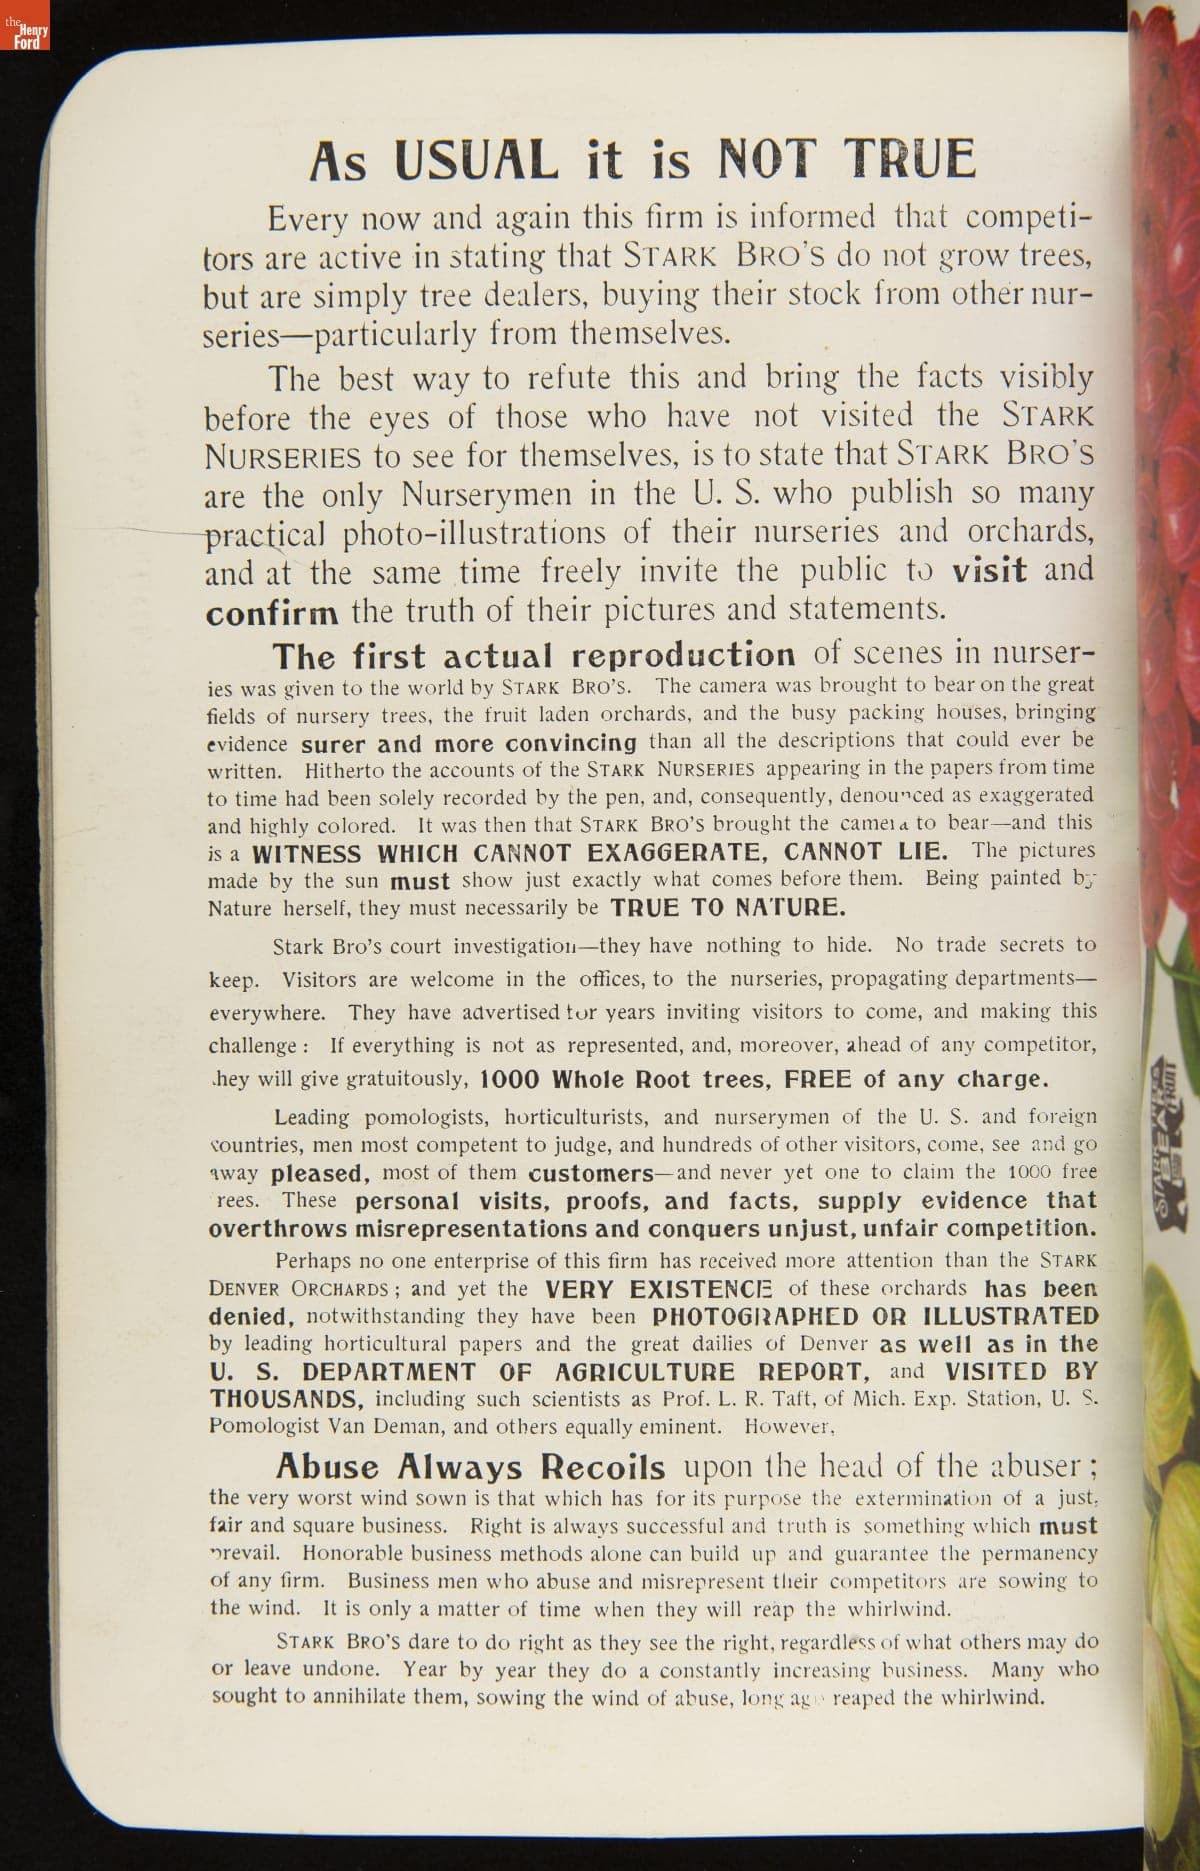 the
Henry
Ford
As USUAL it is NOT TRUE
Every now and again this firm is informed that competi-
tors are active in stating that STARK BRO'S do not grow trees,
but are simply tree dealers, buying their stock from other nur-
series—particularly from themselves.
The best way to refute this and bring the facts visibly
before the eyes of those who have not visited the STARK
NURSERIES to see for themselves, is to state that STARK BRO'S
are the only Nurserymen in the U. S. who publish so many
practical photo-illustrations of their nurseries and orchards,
and at the same time freely invite the public to visit and
confirm the truth of their pictures and statements.
The first actual reproduction of scenes in nurser-
ies was given to the world by STARK BRO'S. The camera was brought to bear on the great
fields of nursery trees, the fruit laden orchards, and the busy packing houses, bringing
evidence surer and more convincing than all the descriptions that could ever be
written. Hitherto the accounts of the STARK NURSERIES appearing in the papers from time
to time had been solely recorded by the pen, and, consequently, denounced as exaggerated
and highly colored. It was then that STARK BRO'S brought the camera to bear—and this
is a WITNESS WHICH CANNOT EXAGGERATE, CANNOT LIE. The pictures
made by the sun must show just exactly what comes before them. Being painted by
Nature herself, they must necessarily be TRUE TO NATURE.
Stark Bro's court investigation—they have nothing to hide. No trade secrets to
keep. Visitors are welcome in the offices, to the nurseries, propagating departments—
everywhere. They have advertised for years inviting visitors to come, and making this
challenge: If everything is not as represented, and, moreover, ahead of any competitor,
they will give gratuitously, 1000 Whole Root trees, FREE of any charge.
Leading pomologists, horticulturists, and nurserymen of the U. S. and foreign
countries, men most competent to judge, and hundreds of other visitors, come, see and go
away pleased, most of them customers—and never yet one to claim the 1000 free
trees. These personal visits, proofs, and facts, supply evidence that
overthrows misrepresentations and conquers unjust, unfair competition.
Perhaps no one enterprise of this firm has received more attention than the STARK
DENVER ORCHARDS; and yet the VERY EXISTENCE of these orchards has been
denied, notwithstanding they have been PHOTOGRAPHED OR ILLUSTRATED
by leading horticultural papers and the great dailies of Denver as well as in the
U. S. DEPARTMENT OF AGRICULTURE REPORT, and VISITED BY
THOUSANDS, including such scientists as Prof. L. R. Taft, of Mich. Exp. Station, U. S.
Pomologist Van Deman, and others equally eminent. However,
Abuse Always Recoils upon the head of the abuser;
the very worst wind sown is that which has for its purpose the extermination of a just,
fair and square business. Right is always successful and truth is something which must
prevail. Honorable business methods alone can build up and guarantee the permanency
of any firm. Business men who abuse and misrepresent their competitors are sowing to
the wind. It is only a matter of time when they will reap the whirlwind.
STARK BRO'S dare to do right as they see the right, regardless of what others may do
or leave undone. Year by year they do a constantly increasing business. Many who
sought to annihilate them, sowing the wind of abuse, long ago reaped the whirlwind.
FRUIT